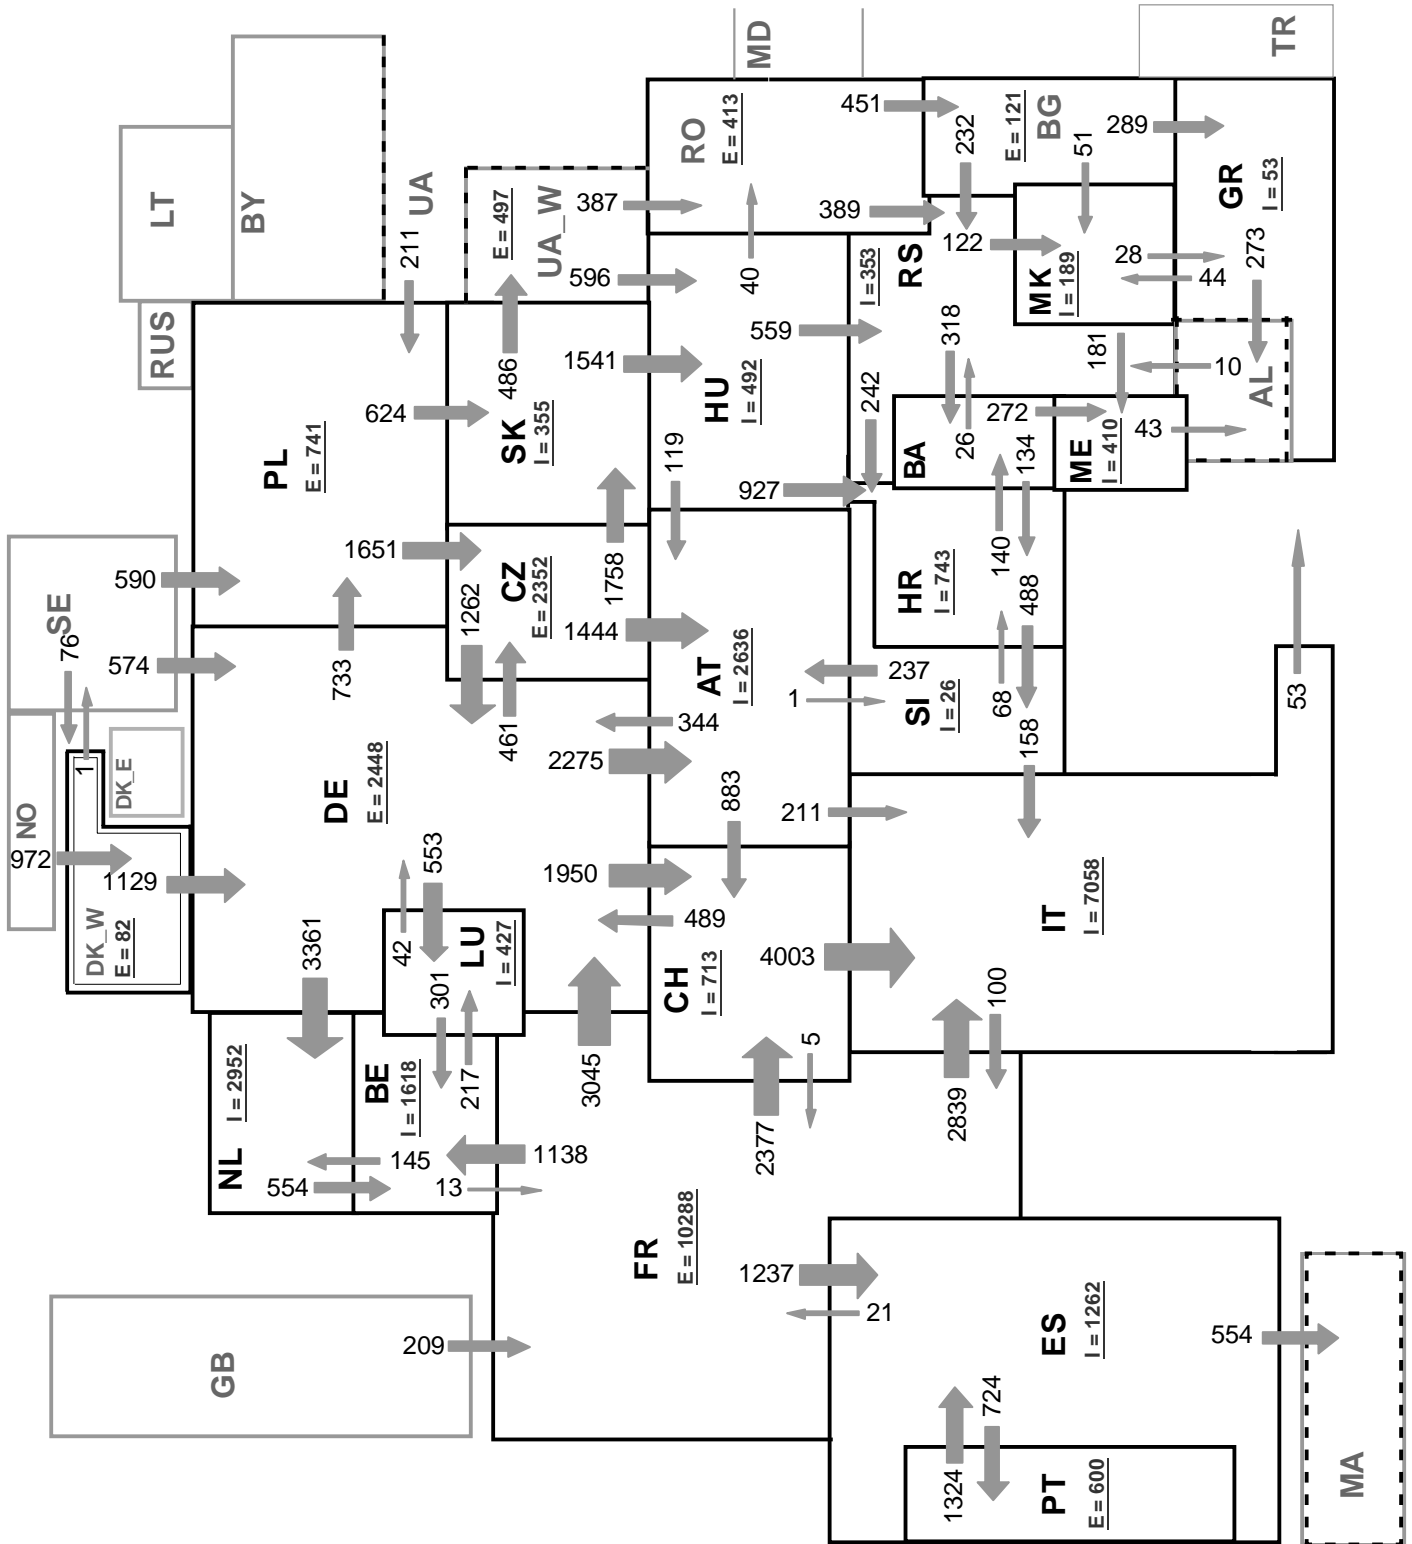 MD
TR
RO
E = 413
451
BG
E = 121
232
51
289
LT
BY
UA
211
UA_W
E = 497
387
389
122
GR
I = 53
273
28
44
RUS
596
40
RS
I = 353
MK
I = 189
486
1541
559
318
181
10
AL
624
HU
I = 492
242
272
PL
E = 741
SK
I = 355
119
BA
26
134
ME
I = 410
43
927
SE
590
1651
1262
CZ
E = 2352
1758
HR
I = 743
140
488
76
574
733
1444
AT
I = 2636
237
1
SI
I = 26
68
53
461
344
158
1
DK_E
2275
DE
E = 2448
883
211
NO
972
1129
553
1950
DK_W
E = 82
3361
42
LU
I = 427
489
CH
I = 713
4003
IT
I = 7058
301
100
5
NL
I = 2952
BE
I = 1618
217
3045
2377
2839
145
554
13
1138
FR
E = 10288
1237
21
GB
209
ES
I = 1262
554
724
1324
PT
E = 600
MA